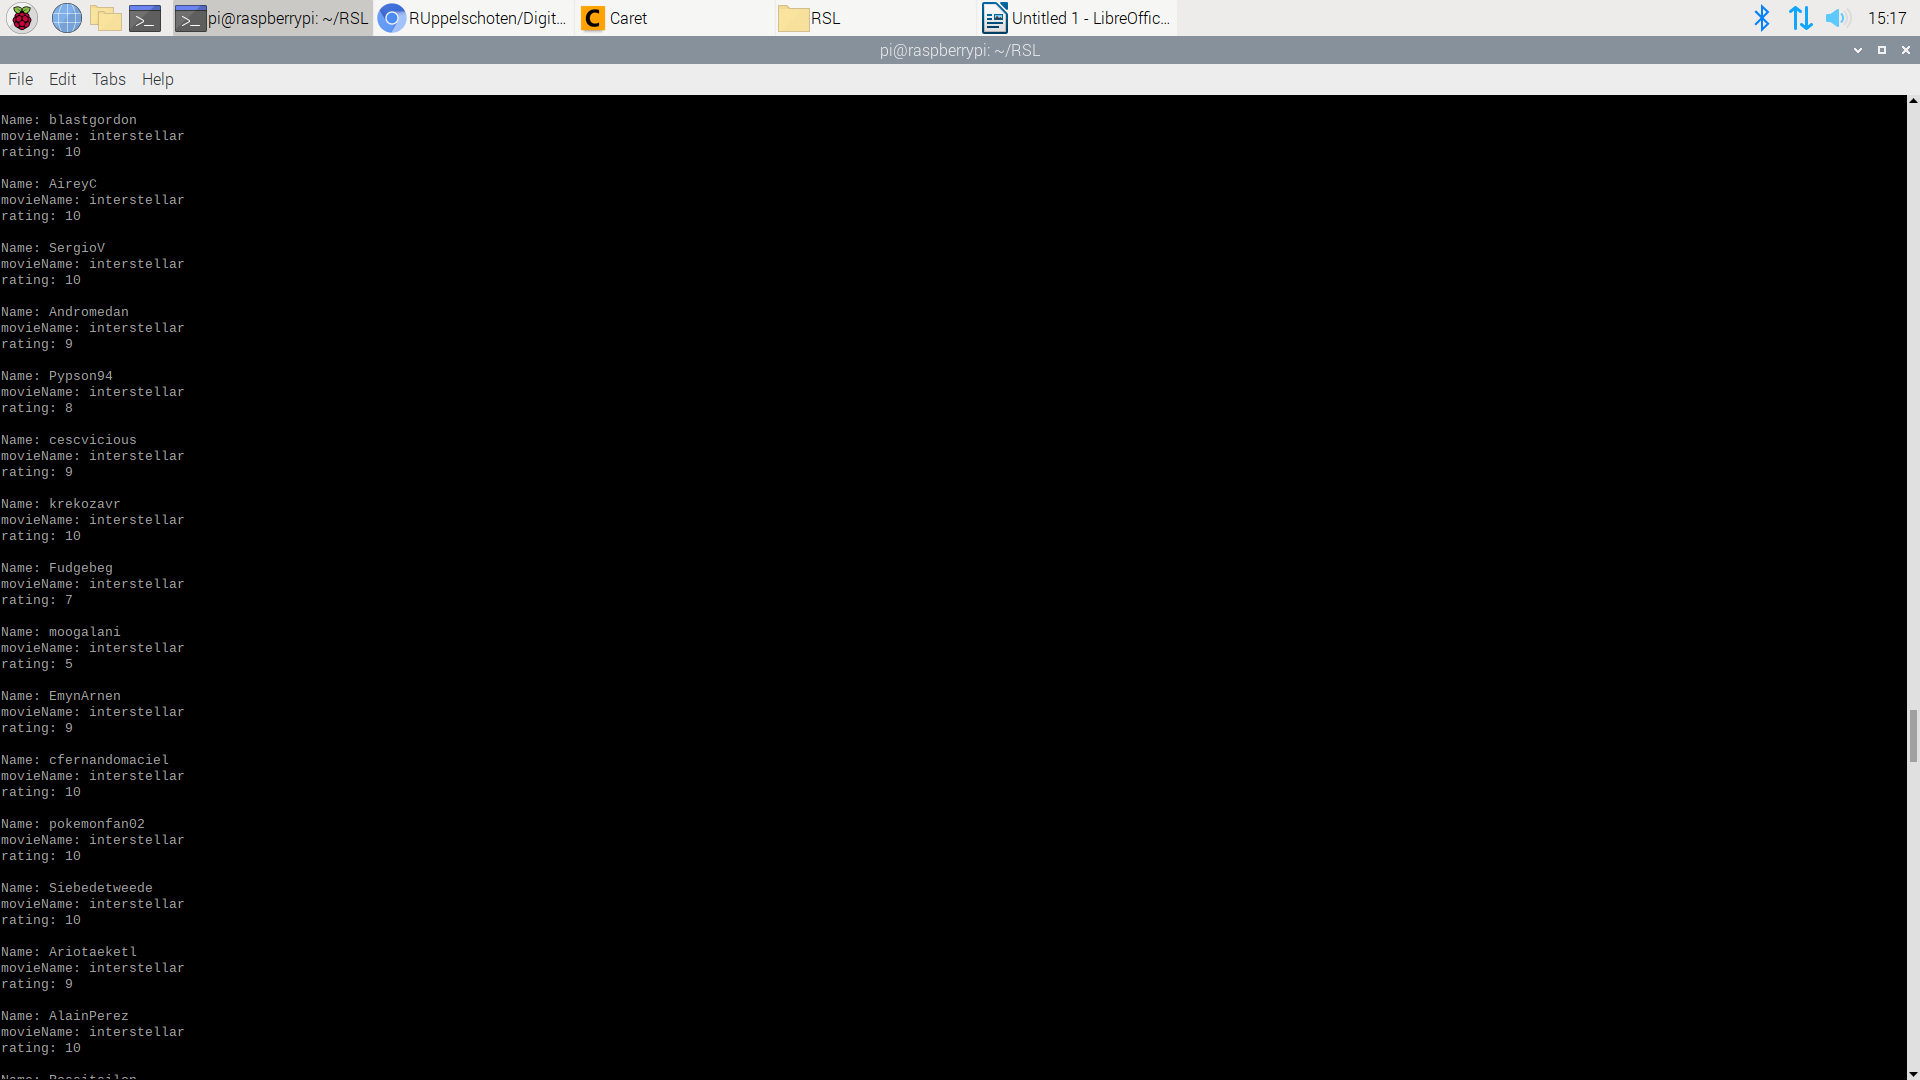 pi@raspberrypi: ~/RSL
RUppelschoten/Digit...
C Caret
RSL
Untitled 1 - LibreOffic...
15:17
pi@raspberrypi: ~/RSL
File Edit Tabs Help
Name: blastgordon
movieName: interstellar
rating: 10
Name: AireyC
movieName: interstellar
rating: 10
Name: SergioV
movieName: interstellar
rating: 10
Name: Andromedan
movieName: interstellar
rating: 9
Name: Pypson94
movieName: interstellar
rating: 8
Name: cescvicious
movieName: interstellar
rating: 9
Name: krekozavr
movieName: interstellar
rating: 10
Name: Fudgebeg
movieName: interstellar
rating: 7
Name: moogalani
movieName: interstellar
rating: 5
Name: EmynArnen
movieName: interstellar
rating: 9
Name: cfernandomaciel
movieName: interstellar
rating: 10
Name: pokemonfan02
movieName: interstellar
rating: 10
Name: Siebedetweede
movieName: interstellar
rating: 10
Name: Ariotaeketl
movieName: interstellar
rating: 9
Name: AlainPerez
movieName: interstellar
rating: 10
Name: